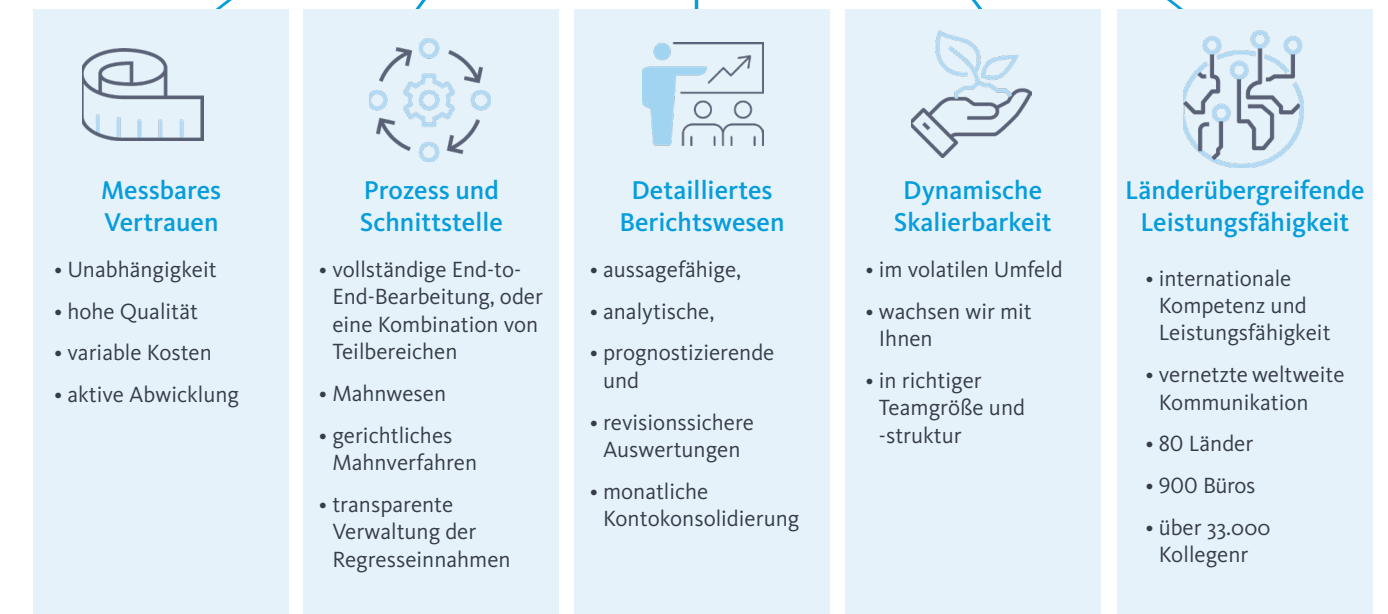 Messbares
Vertrauen
• Unabhängigkeit
• hohe Qualität
• variable Kosten
• aktive Abwicklung
Prozess und
Schnittstelle
• vollständige End-to-
End-Bearbeitung, oder
eine Kombination von
Teilbereichen
• Mahnwesen
• gerichtliches
Mahnverfahren
• transparente
Verwaltung der
Regresseinnahmen
Detailliertes
Berichtswesen
• aussagefähige,
• analytische,
• prognostizierende
und
• revisionssichere
Auswertungen
• monatliche
Kontokonsolidierung
Dynamische
Skalierbarkeit
• im volatilen Umfeld
• wachsen wir mit
Ihnen
• in richtiger
Teamgröße und
-struktur
Länderübergreifende
Leistungsfähigkeit
• internationale
Kompetenz und
Leistungsfähigkeit
• vernetzte weltweite
Kommunikation
• 80 Länder
• 900 Büros
• über 33.000
Kollegenr